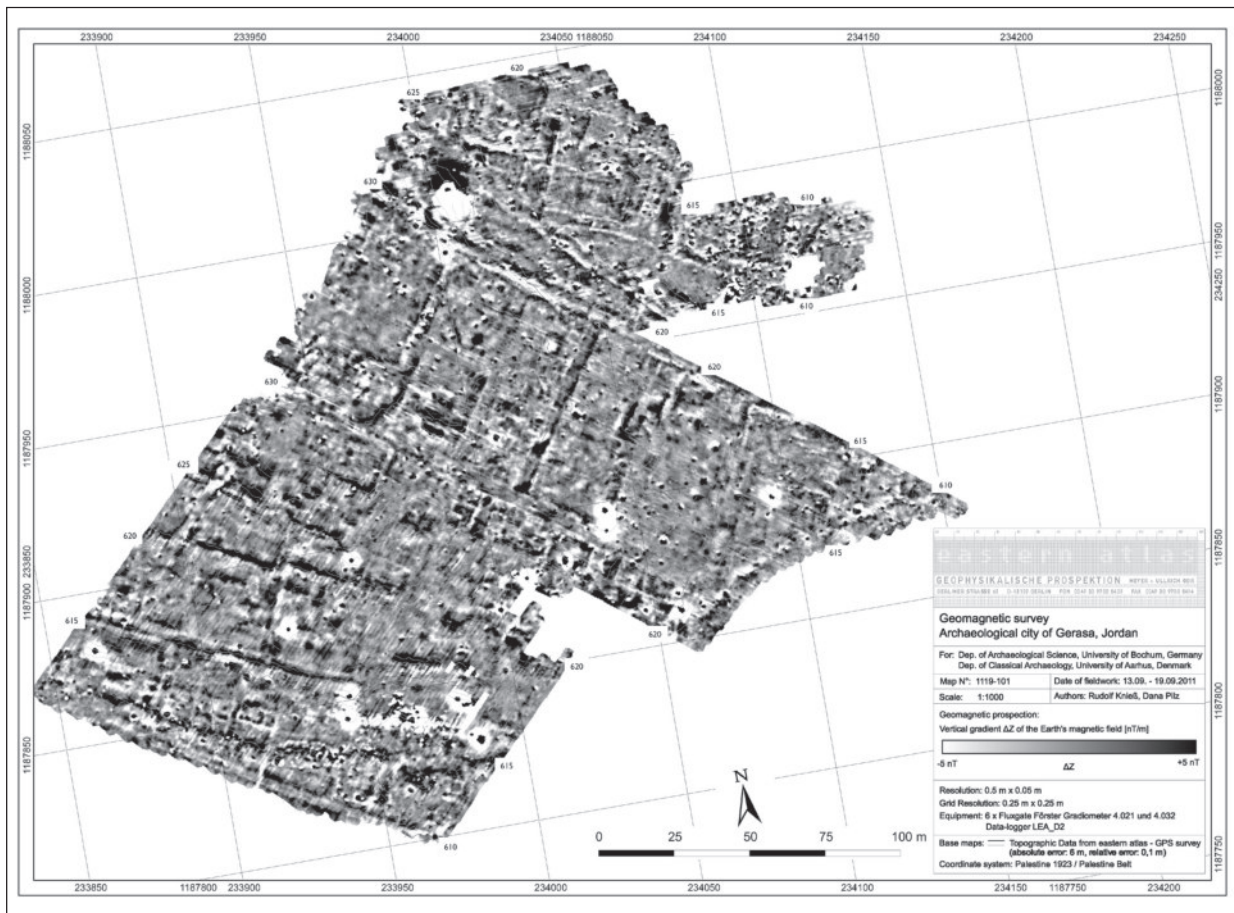 233900 233950 234000 234050 1188050 234100 234150 234200 234250
1188050
1188000
1187950
1187900
233850
1187850
1188000
1187950
234250
1187900
1187850
1187800
1187750
620
625
630
610
615
610
615
620
620
630
615
625
610
620
615
615
620
620
615
610
eastern atlas
GEOPHYSIKALISCHE PROSPEKTION MEYER & ULLRICH GBR
Geomagnetic survey
Archaeological city of Gerasa, Jordan
For: Dep. of Archaeological Science, University of Bochum, Germany
Dep. of Classical Archaeology, University of Aarhus, Denmark
Map N°: 1119-101 Date of fieldwork: 13.09. - 19.09.2011
Scale: 1:1000 Authors: Rudolf Knieß, Dana Pilz
Geomagnetic prospection:
Vertical gradient ΔZ of the Earth's magnetic field [nT/m]
-5 nT ΔZ +5 nT
Resolution: 0.5 m x 0.05 m
Grid Resolution: 0.25 m x 0.25 m
Equipment: 6 x Fluxgate Förster Gradiometer 4.021 und 4.032
Data-logger LEA_D2
Base maps: Topographic Data from eastern atlas - GPS survey
(absolute error: 6 m, relative error: 0,1 m)
Coordinate system: Palestine 1923 / Palestine Belt
N
0 25 50 75 100 m
233850 1187800 233900 233950 234000 234050 234100 234150 1187750 234200